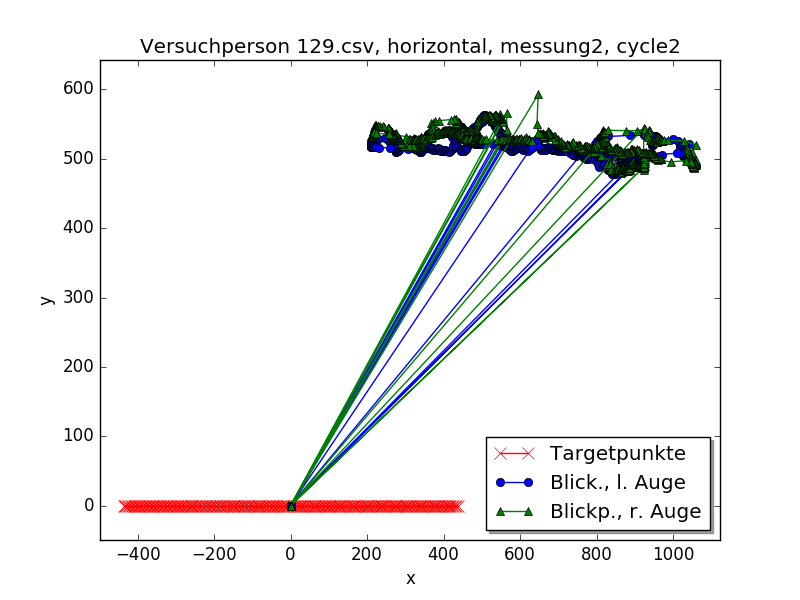 Versuchperson 129.csv, horizontal, messung2, cycle2
y
600
500
400
300
200
100
0
−400
−200
0
200
400
600
800
1000
x
Targetpunkte
Blick., l. Auge
Blickp., r. Auge